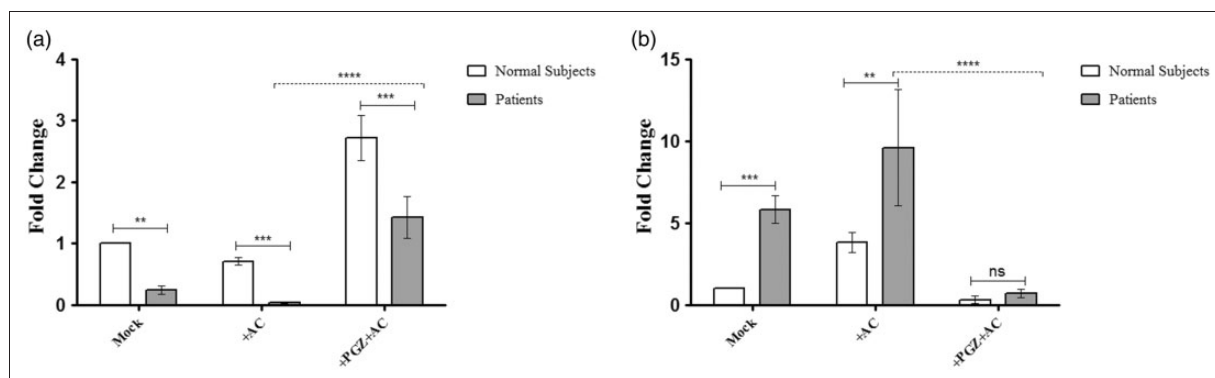 (a)
Fold Change
4
3
2
1
0
**
***
***
****
Mock
+AC
+PGZ+AC
Normal Subjects
Patients
(b)
Fold Change
15
10
5
0
***
**
****
ns
Mock
+AC
+PGZ+AC
Normal Subjects
Patients